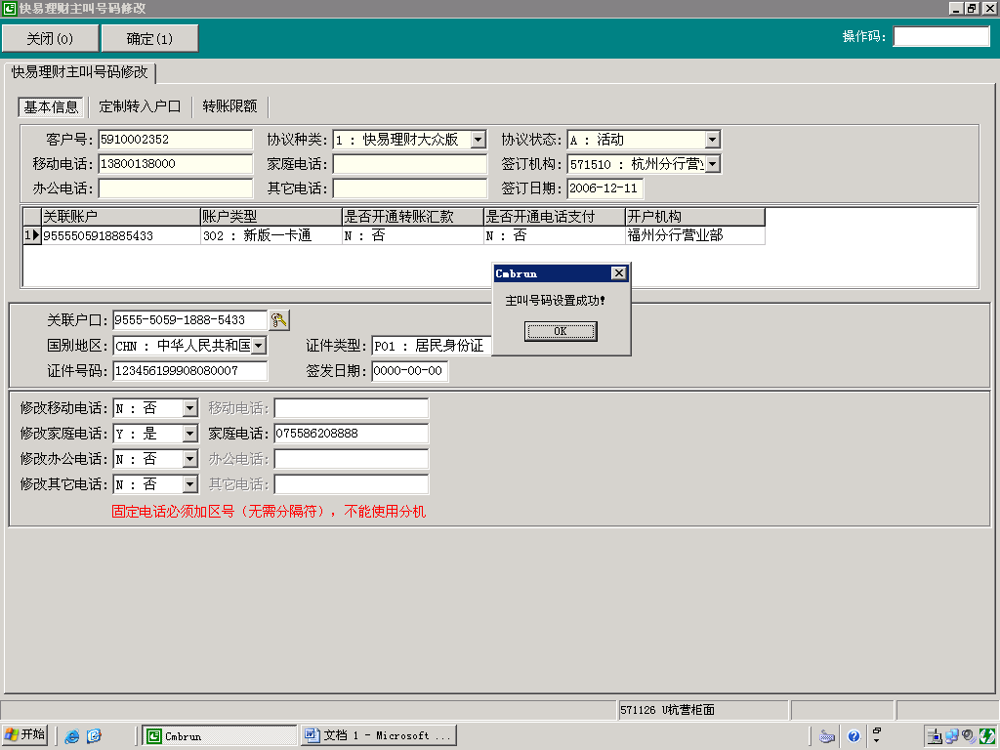 快易理财主叫号码修改
关闭(0) 确定(1) 操作码:
快易理财主叫号码修改
基本信息 定制转入户口 转账限额
客户号: 5910002352 协议种类: 1 : 快易理财大众版 协议状态: A : 活动
移动电话: 13800138000 家庭电话: 签订机构: 571510 : 杭州分行营业
办公电话: 其它电话: 签订日期: 2006-12-11
关联账户 账户类型 是否开通转账汇款 是否开通电话支付 开户机构
1 9555505918885433 302 : 新版一卡通 N : 否 N : 否 福州分行营业部
Cmbrun
主叫号码设置成功!
OK
关联户口: 9555-5059-1888-5433
国别地区: CHN : 中华人民共和国 证件类型: P01 : 居民身份证
证件号码: 123456199908080007 签发日期: 0000-00-00
修改移动电话: N : 否 移动电话:
修改家庭电话: Y : 是 家庭电话: 075586208888
修改办公电话: N : 否 办公电话:
修改其它电话: N : 否 其它电话:
固定电话必须加区号（无需分隔符），不能使用分机
571126 U杭营柜面
开始 Cmbrun 文档 1 - Microsoft ...